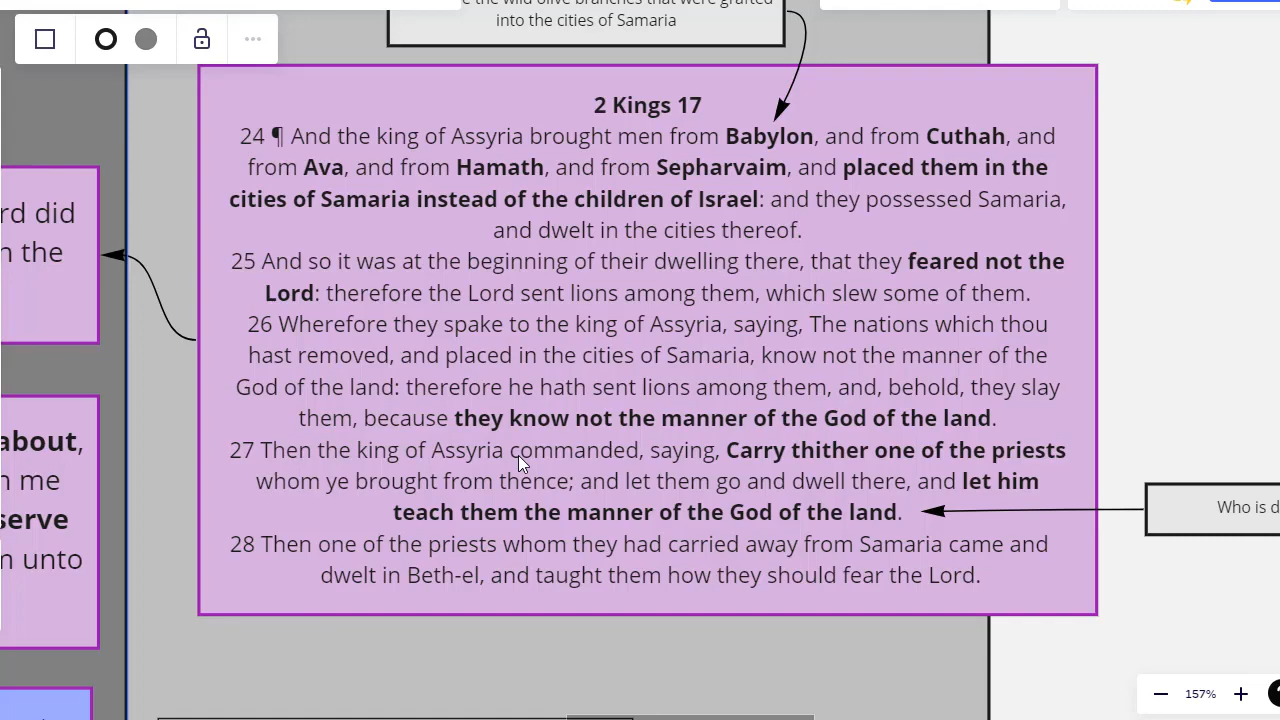 the wild olive branches that were grafted
into the cities of Samaria
2 Kings 17
24 ¶ And the king of Assyria brought men from Babylon, and from Cuthah, and
from Ava, and from Hamath, and from Sepharvaim, and placed them in the
cities of Samaria instead of the children of Israel: and they possessed Samaria,
and dwelt in the cities thereof.
25 And so it was at the beginning of their dwelling there, that they feared not the
Lord: therefore the Lord sent lions among them, which slew some of them.
26 Wherefore they spake to the king of Assyria, saying, The nations which thou
hast removed, and placed in the cities of Samaria, know not the manner of the
God of the land: therefore he hath sent lions among them, and, behold, they slay
them, because they know not the manner of the God of the land.
27 Then the king of Assyria commanded, saying, Carry thither one of the priests
whom ye brought from thence; and let them go and dwell there, and let him
teach them the manner of the God of the land.
28 Then one of the priests whom they had carried away from Samaria came and
dwelt in Beth-el, and taught them how they should fear the Lord.
rd did
n the
about,
n me
serve
n unto
Who is d
157%